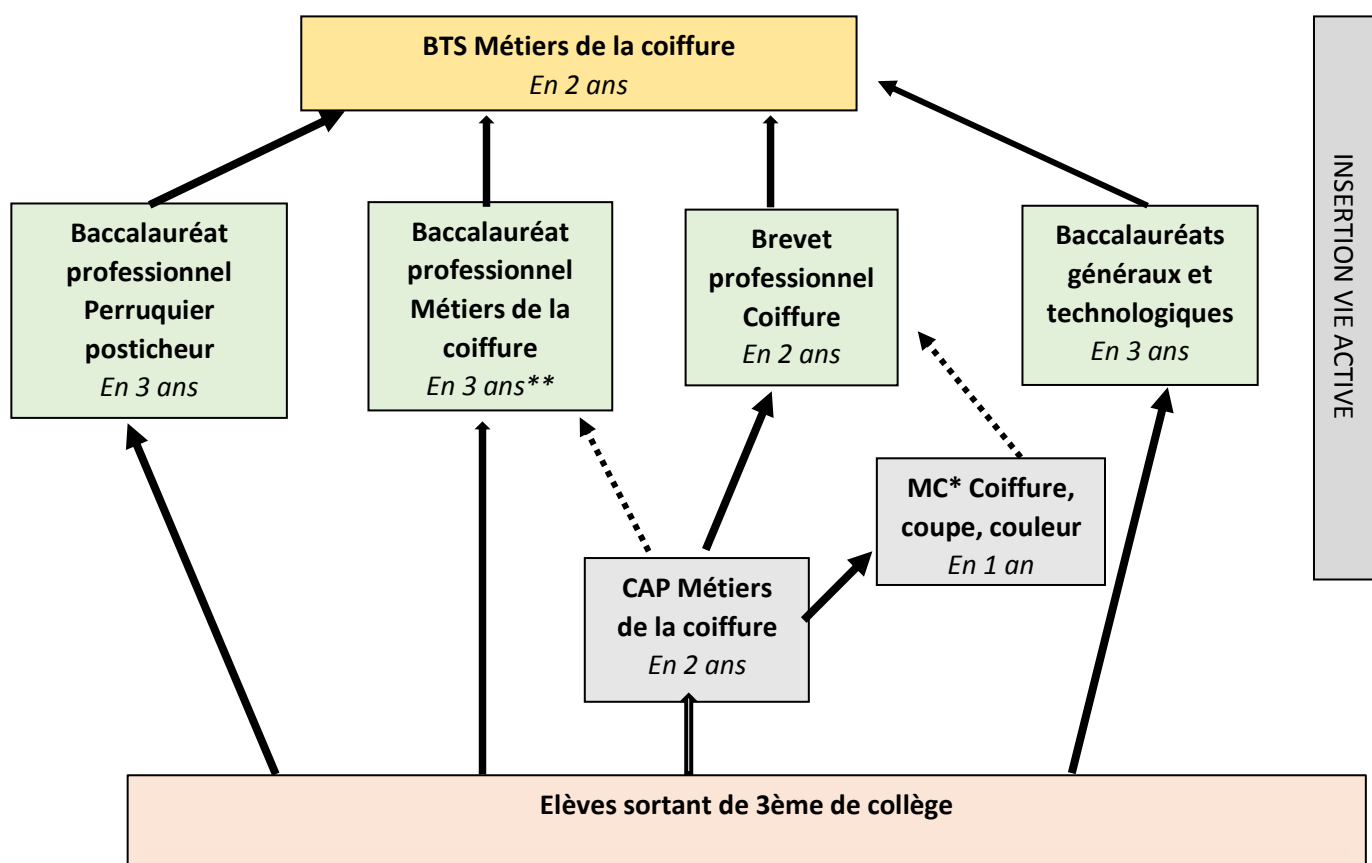 BTS Métiers de la coiffure
En 2 ans
INSERTION VIE ACTIVE
Baccalauréat
professionnel
Perruquier
posticheur
En 3 ans
Baccalauréat
professionnel
Métiers de la
coiffure
En 3 ans**
Brevet
professionnel
Coiffure
En 2 ans
Baccalauréats
généraux et
technologiques
En 3 ans
MC* Coiffure,
coupe, couleur
En 1 an
CAP Métiers
de la coiffure
En 2 ans
Elèves sortant de 3ème de collège